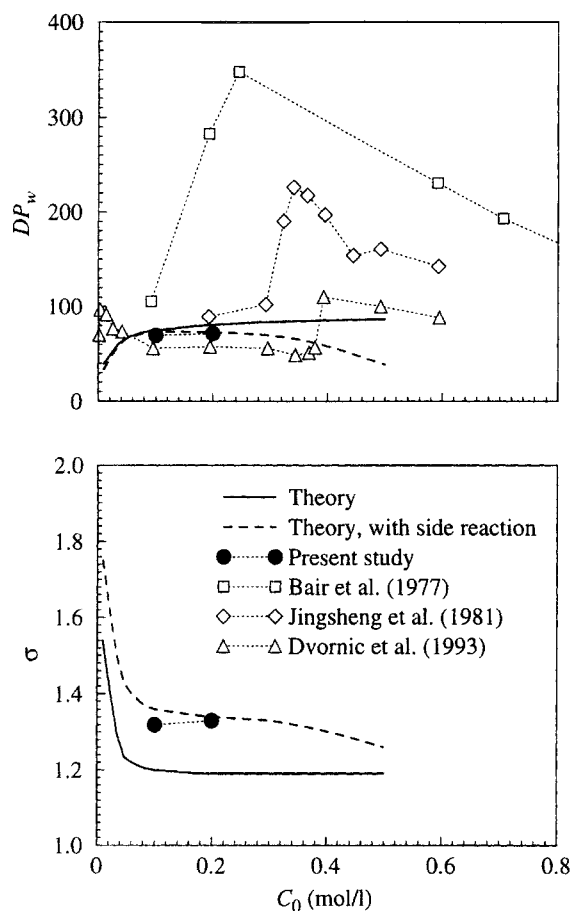 400
300
200
100
0
DP_w
2.0
1.8
1.6
1.4
1.2
1.0
σ
Theory
Theory, with side reaction
Present study
Bair et al. (1977)
Jingsheng et al. (1981)
Dvornic et al. (1993)
0 0.2 0.4 0.6 0.8
C_0 (mol/l)